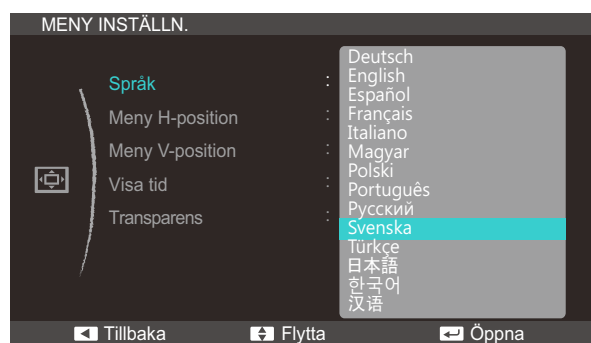 MENY INSTÄLLN.
Språk :
Meny H-position :
Meny V-position :
Visa tid :
Transparens :
Deutsch
English
Español
Français
Italiano
Magyar
Polski
Português
Русский
Svenska
Türkçe
日本語
한국어
汉语
Tillbaka Flytta Öppna